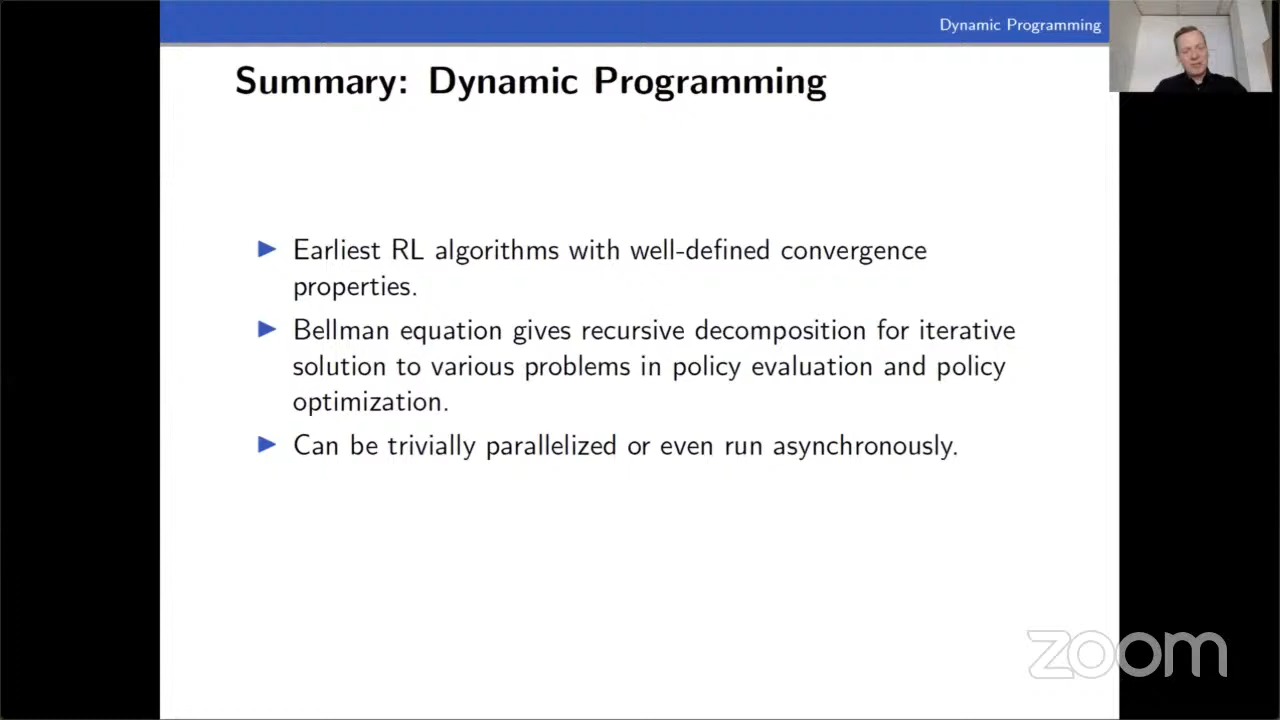 Dynamic Programming
Summary: Dynamic Programming
Earliest RL algorithms with well-defined convergence
properties.
Bellman equation gives recursive decomposition for iterative
solution to various problems in policy evaluation and policy
optimization.
Can be trivially parallelized or even run asynchronously.
zoom